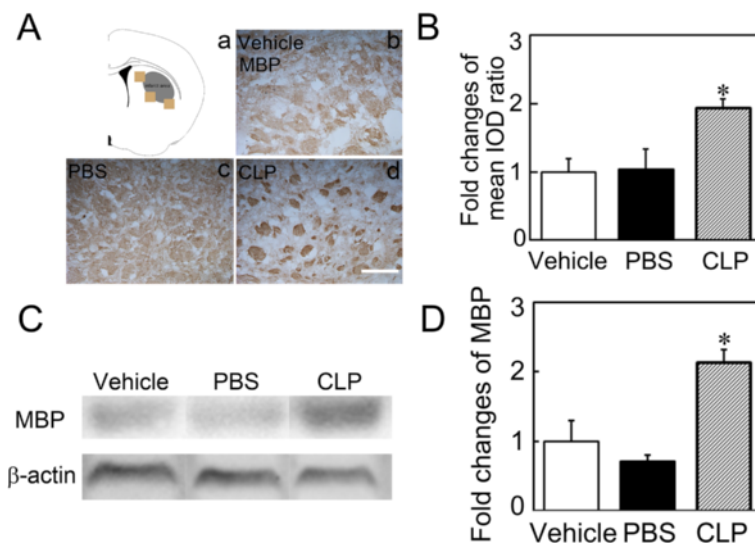 A
a
Vehicle
MBP
b
PBS
c
CLP
d
B
Fold changes of
mean IOD ratio
3
2
1
0
*
Vehicle PBS CLP
C
Vehicle PBS CLP
MBP
β-actin
D
Fold changes of MBP
3
2
1
0
*
Vehicle PBS CLP